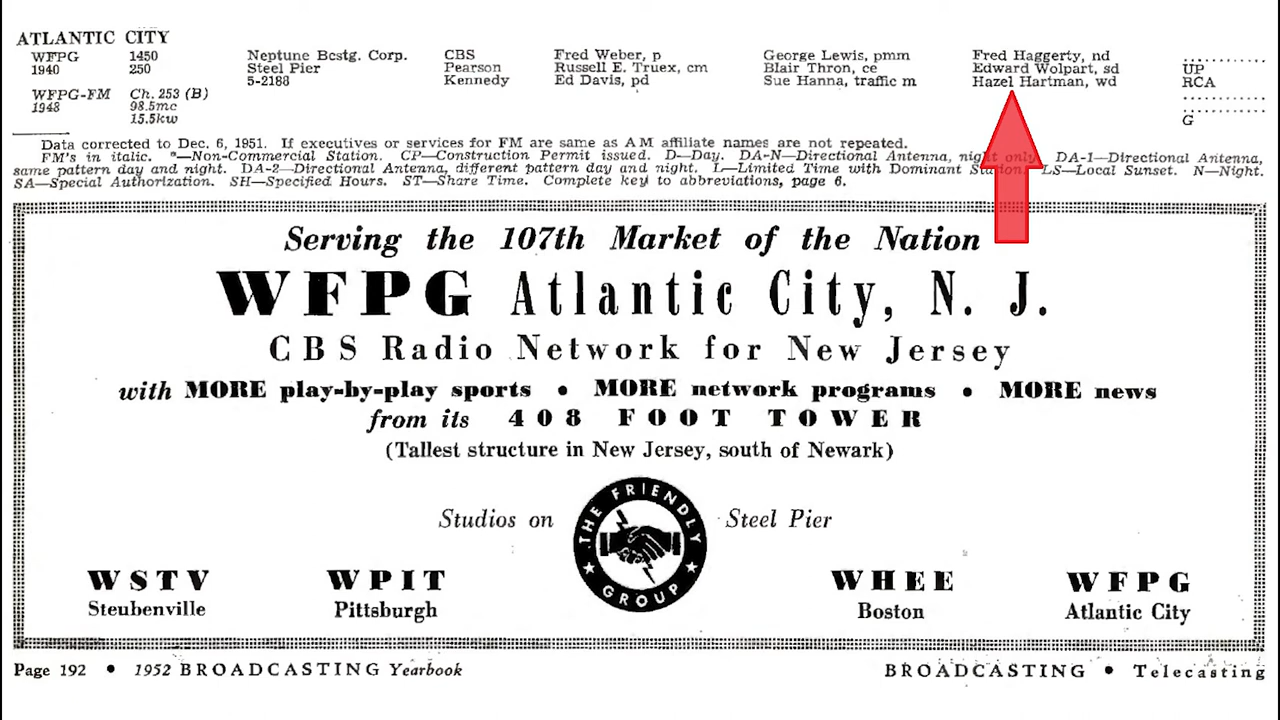 ATLANTIC CITY
WFPG 1450 Neptune Bcstg. Corp. CBS Fred Weber, p George Lewis, pmm Fred Haggerty, nd
1940 250 Steel Pier Pearson Russell E. Truex, cm Blair Thron, ce Edward Wolpart, sd UP
5-2188 Kennedy Ed Davis, pd Sue Hanna, traffic m Hazel Hartman, wd RCA
WFPG-FM Ch. 253 (B)
1948 98.5mc
15.5kw G
Data corrected to Dec. 6, 1951. If executives or services for FM are same as AM affiliate names are not repeated.
FM's in italic. *—Non-Commercial Station. CP—Construction Permit issued. D—Day. DA-N—Directional Antenna, night only. DA-1—Directional Antenna,
same pattern day and night. DA-2—Directional Antenna, different pattern day and night. L—Limited Time with Dominant Station. LS—Local Sunset. N—Night.
SA—Special Authorization. SH—Specified Hours. ST—Share Time. Complete key to abbreviations, page 6.
Serving the 107th Market of the Nation
WFPG Atlantic City, N. J.
CBS Radio Network for New Jersey
with MORE play-by-play sports • MORE network programs • MORE news
from its 408 FOOT TOWER
(Tallest structure in New Jersey, south of Newark)
Studios on THE FRIENDLY GROUP Steel Pier
WSTV WPIT WHEE WFPG
Steubenville Pittsburgh Boston Atlantic City
Page 192 • 1952 BROADCASTING Yearbook BROADCASTING • Telecasting